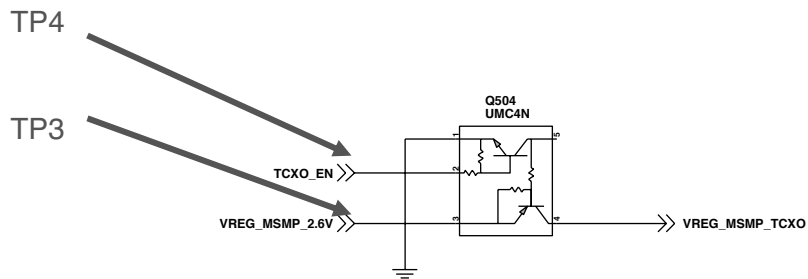 TP4
TP3
Q504
UMC4N
1
5
2
TCXO_EN
VREG_MSMP_2.6V
3
4
VREG_MSMP_TCXO